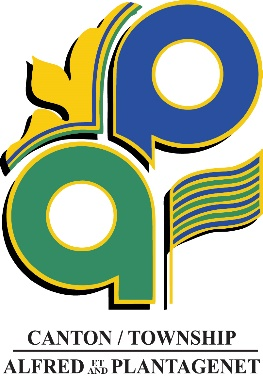 p
a
CANTON / TOWNSHIP
ALFRED ET AND PLANTAGENET